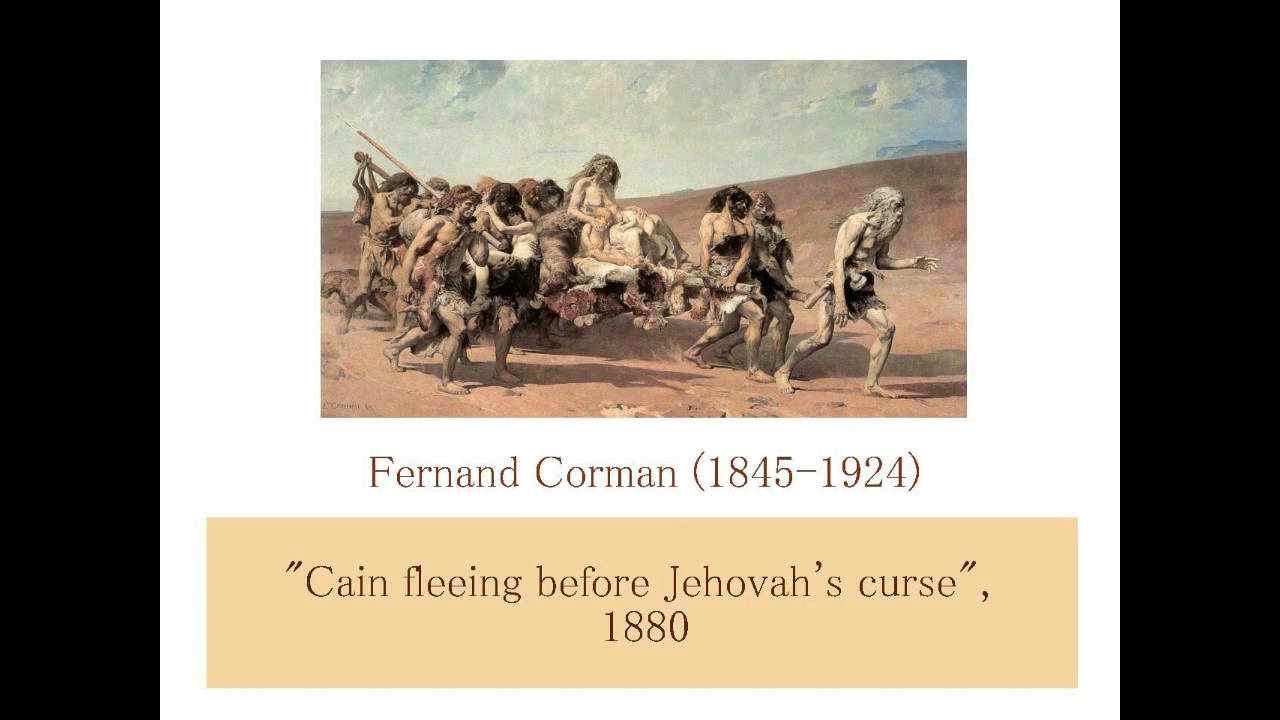 Fernand Corman (1845-1924)
"Cain fleeing before Jehovah's curse",
1880